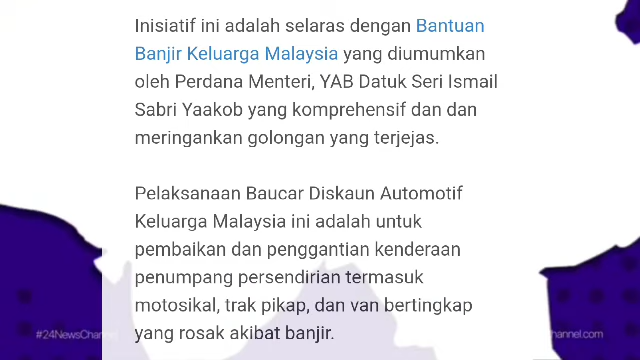 Inisiatif ini adalah selaras dengan Bantuan
Banjir Keluarga Malaysia yang diumumkan
oleh Perdana Menteri, YAB Datuk Seri Ismail
Sabri Yaakob yang komprehensif dan dan
meringankan golongan yang terjejas.
Pelaksanaan Baucar Diskaun Automotif
Keluarga Malaysia ini adalah untuk
pembaikan dan penggantian kenderaan
penumpang persendirian termasuk
motosikal, trak pikap, dan van bertingkap
yang rosak akibat banjir.
#24NewsChannel
hannel.com